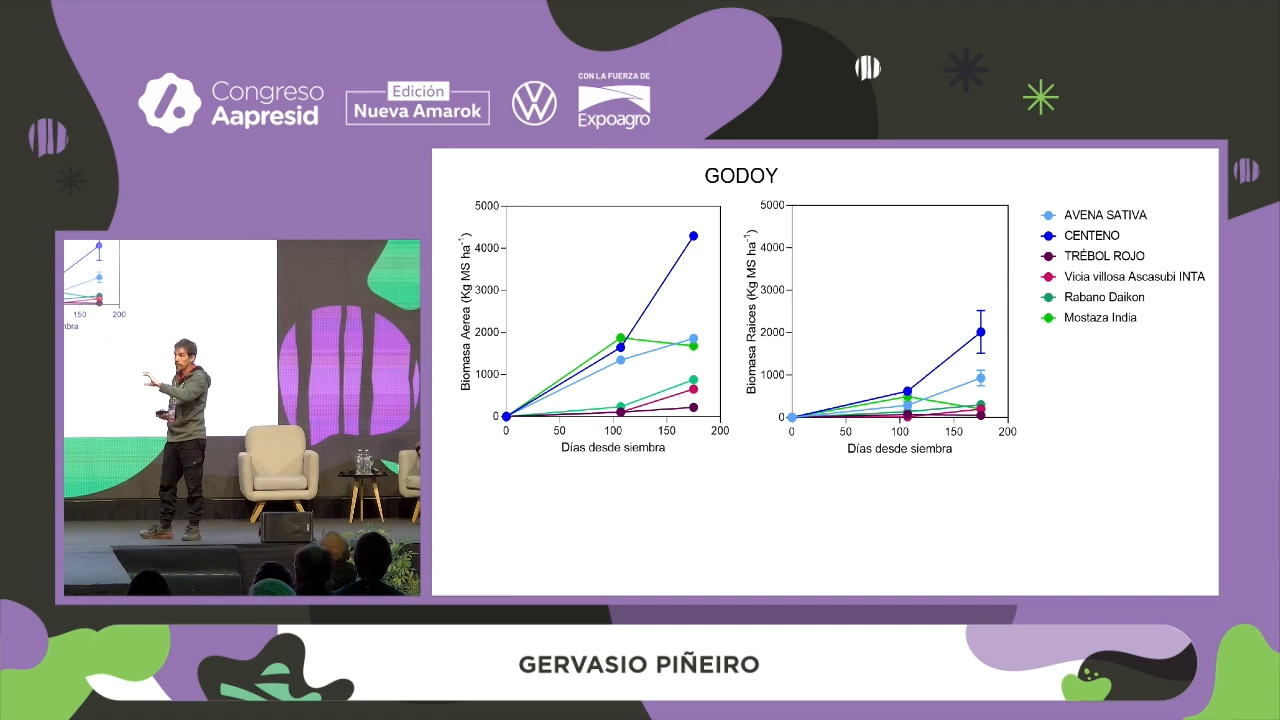 Congreso
Aapresid
Edición
Nueva Amarok
CON LA FUERZA DE
Expoagro
GODOY
5000
4000
3000
2000
1000
0
Biomasa Aerea (Kg MS ha⁻¹)
0 50 100 150 200
Días desde siembra
5000
4000
3000
2000
1000
0
Biomasa Raices (Kg MS ha⁻¹)
0 50 100 150 200
Días desde siembra
AVENA SATIVA
CENTENO
TRÉBOL ROJO
Vicia villosa Ascasubi INTA
Rabano Daikon
Mostaza India
150 200
mbra
GERVASIO PIÑEIRO